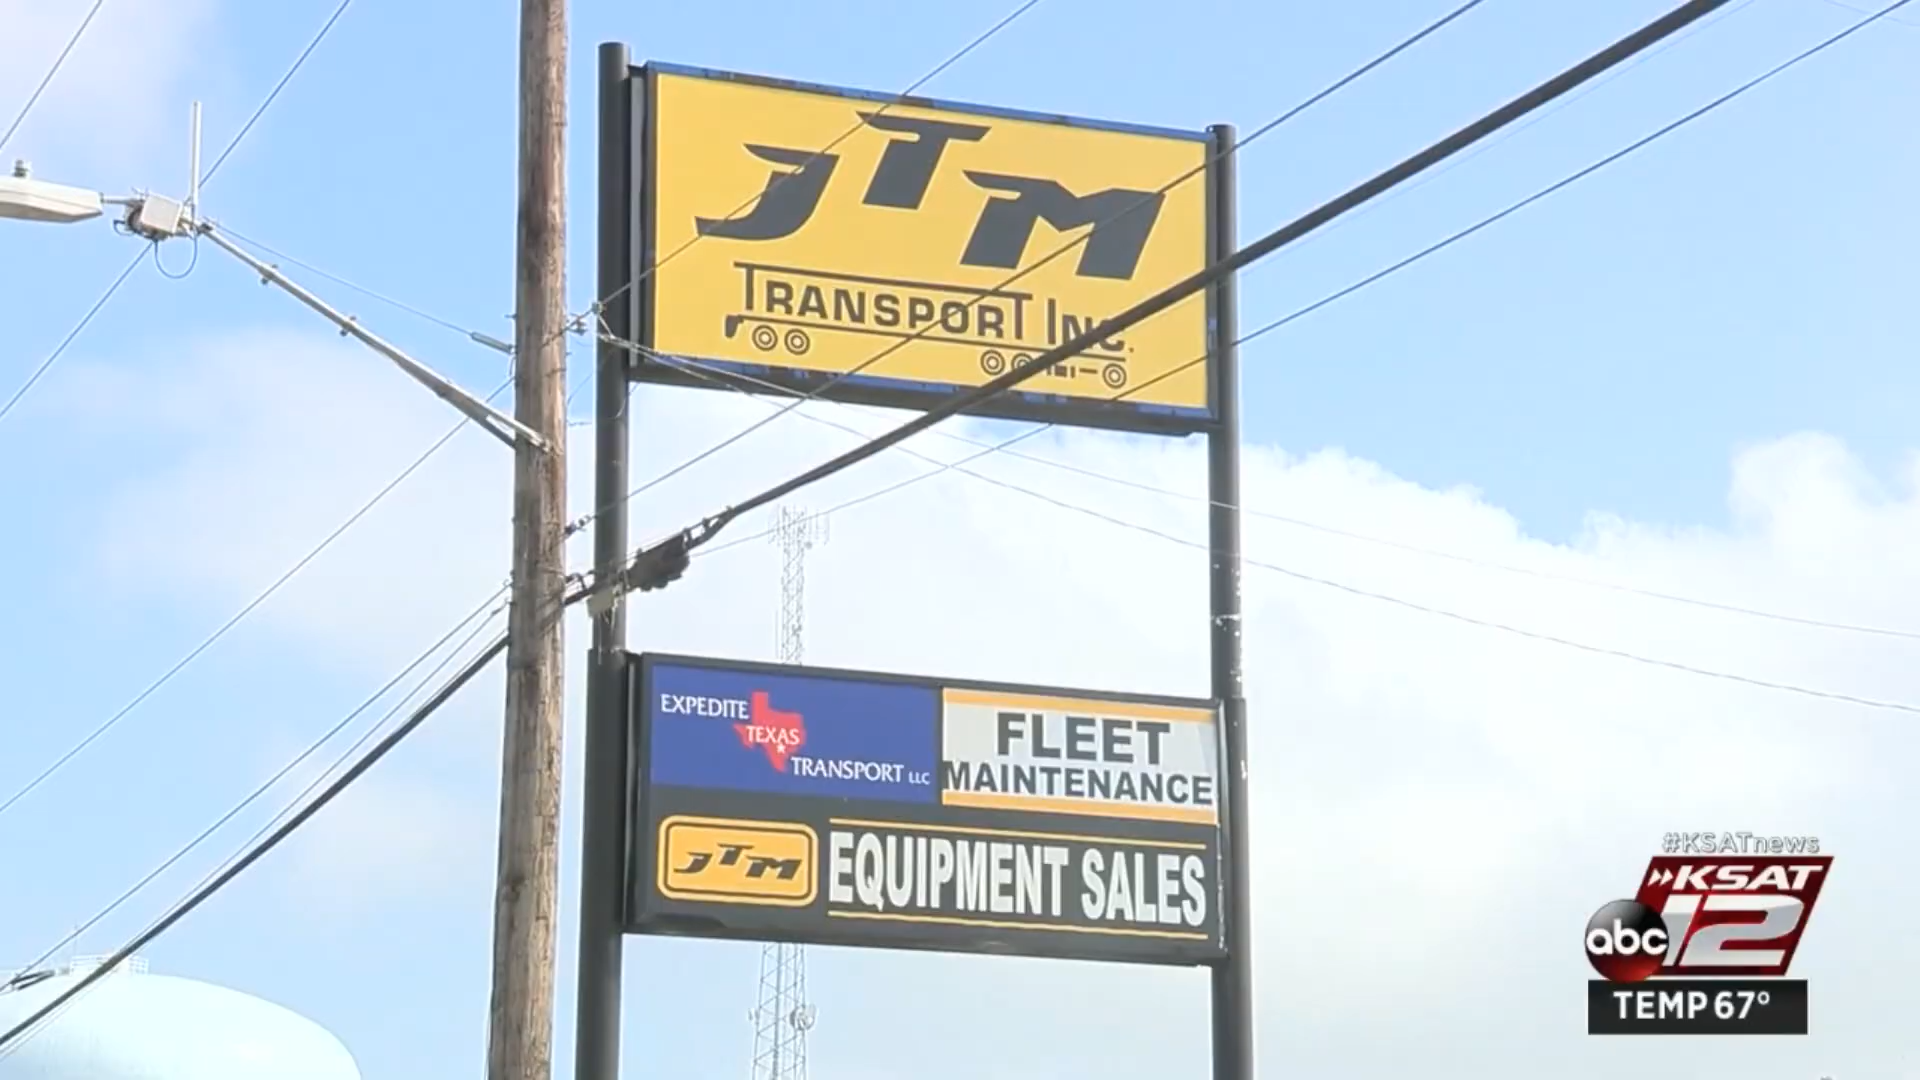 JTM
TRANSPORT INC.
EXPEDITE
TEXAS
TRANSPORT LLC
FLEET
MAINTENANCE
JTM
EQUIPMENT SALES
#KSATnews
KSAT
abc 12
TEMP 67°